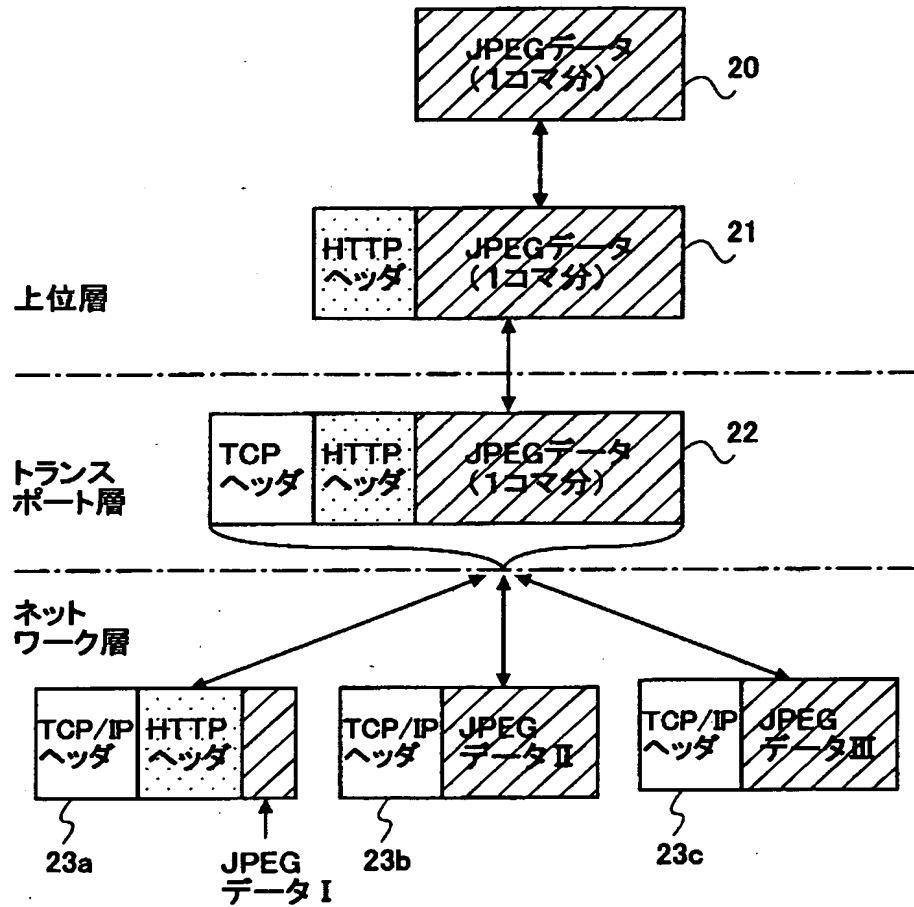 JPEGデータ
(1コマ分)
20
HTTP
ヘッダ
JPEGデータ
(1コマ分)
21
上位層
TCP
ヘッダ
HTTP
ヘッダ
JPEGデータ
(1コマ分)
22
トランス
ポート層
ネット
ワーク層
TCP/IP
ヘッダ
HTTP
ヘッダ
TCP/IP
ヘッダ
JPEG
データⅡ
TCP/IP
ヘッダ
JPEG
データⅢ
23a
JPEG
データⅠ
23b
23c